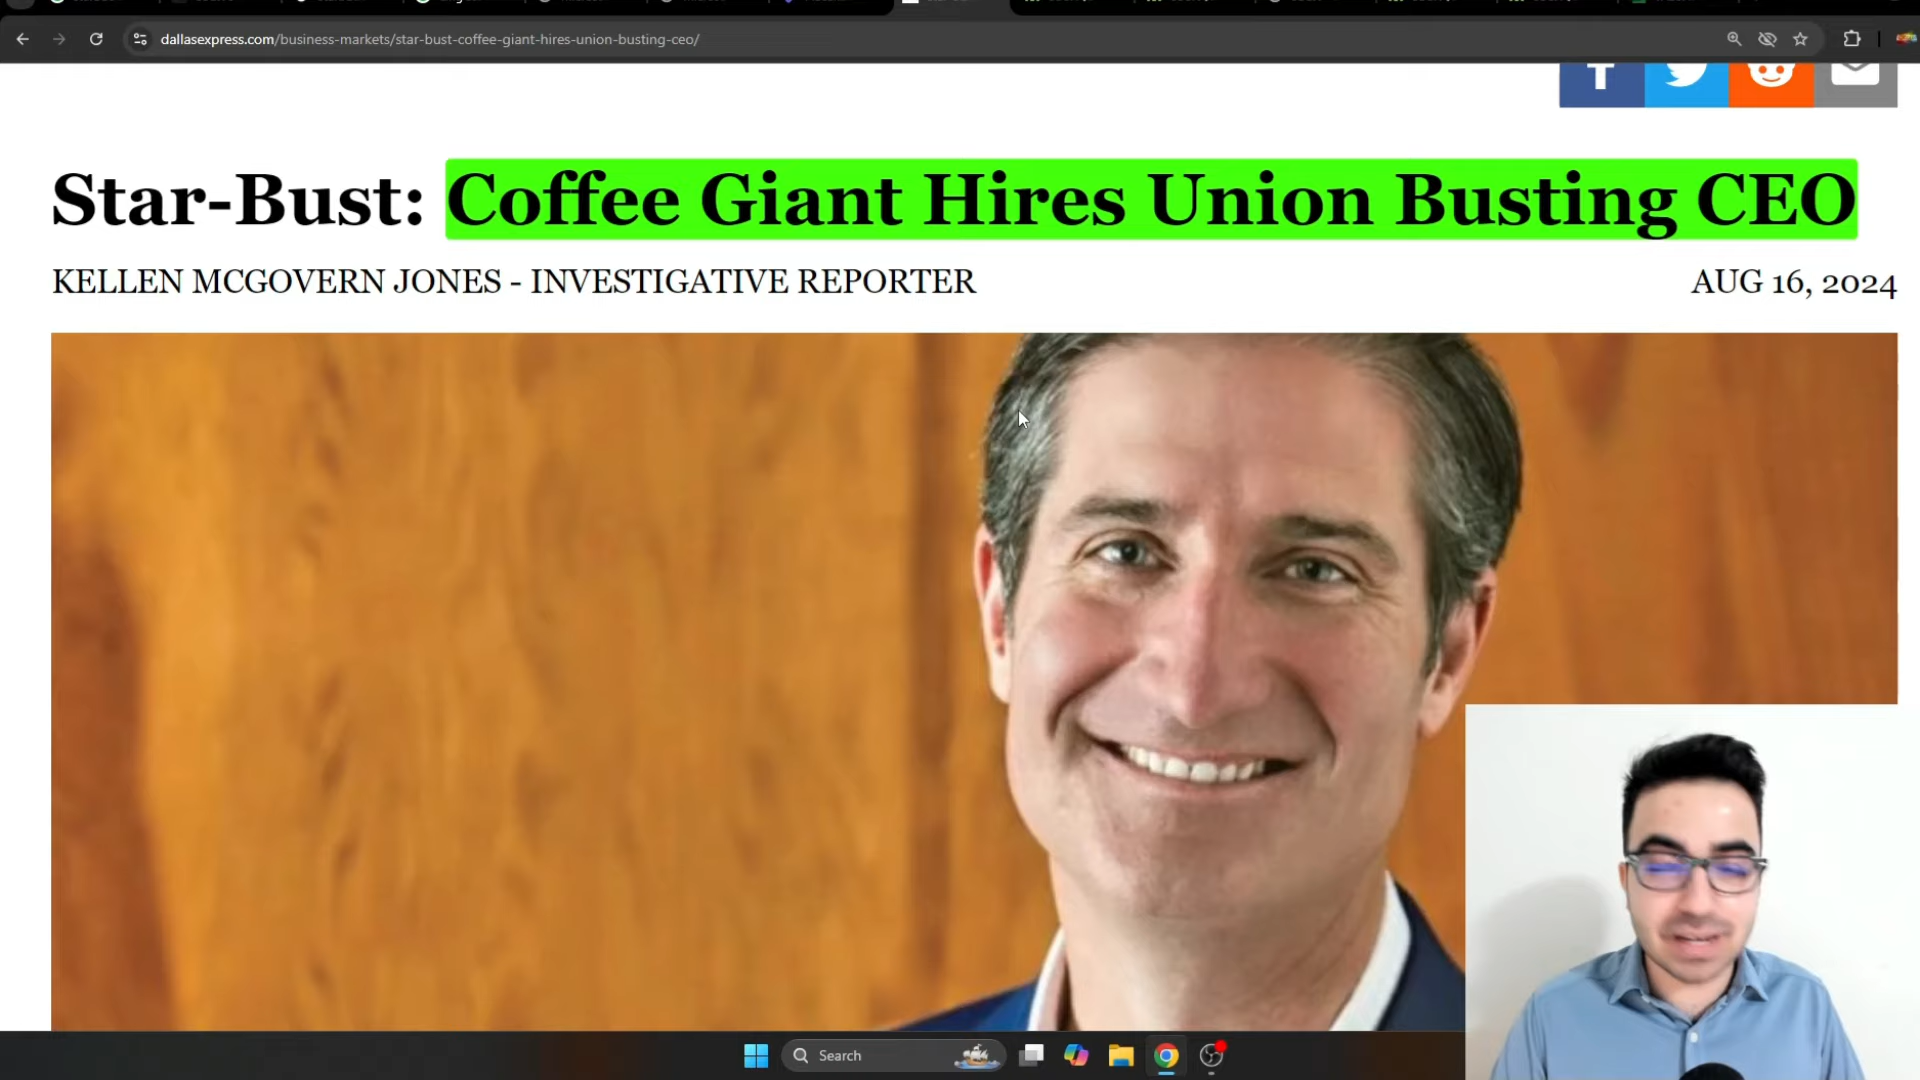 dallasexpress.com/business-markets/star-bust-coffee-giant-hires-union-busting-ceo/
Star-Bust: Coffee Giant Hires Union Busting CEO
KELLEN MCGOVERN JONES - INVESTIGATIVE REPORTER
AUG 16, 2024
Search